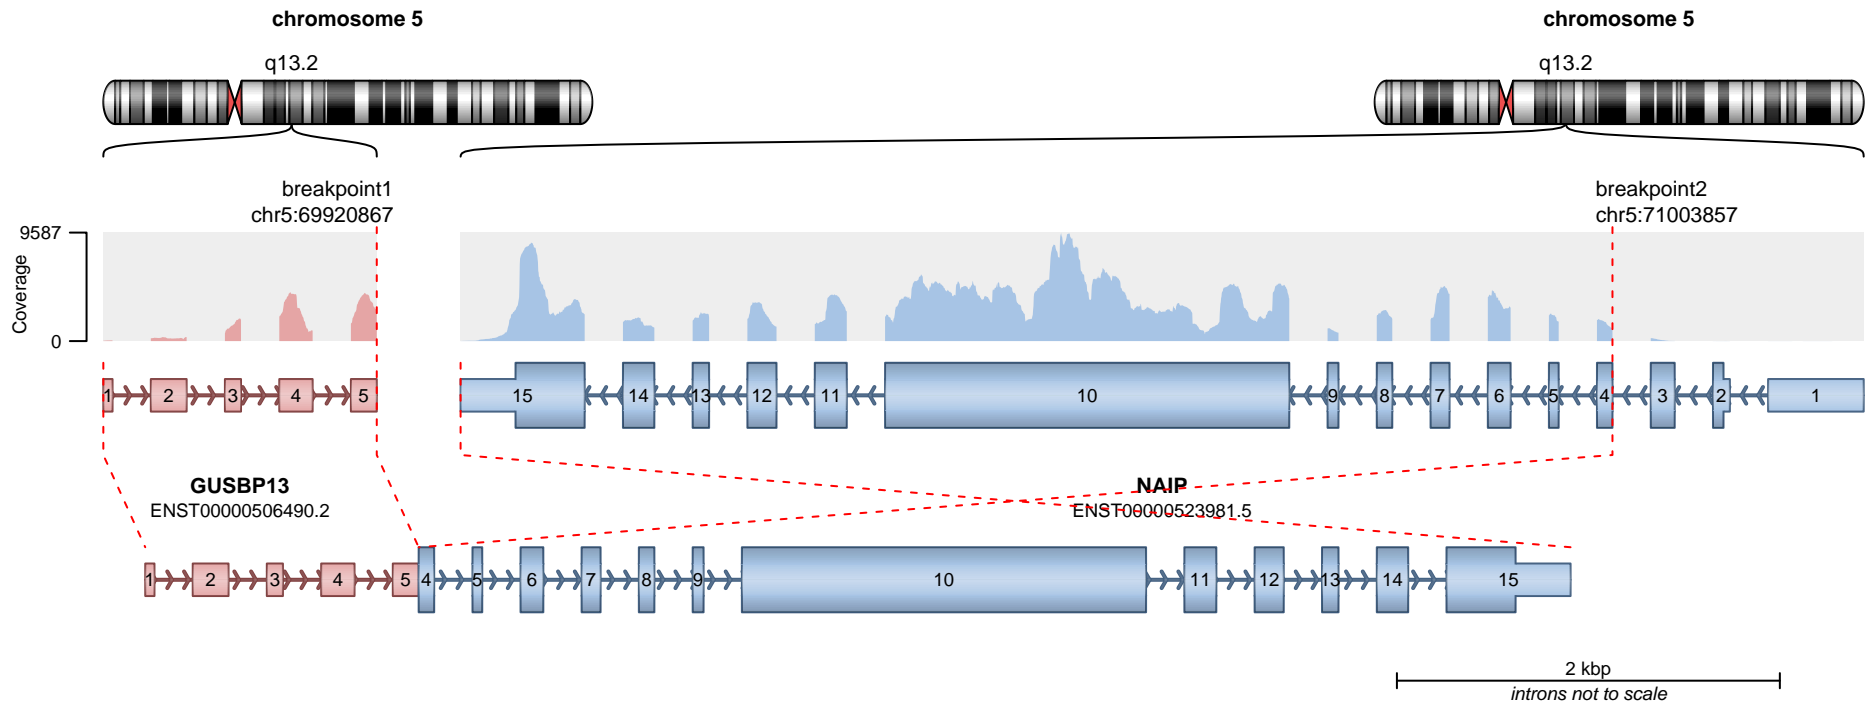 chromosome 5
chromosome 5
q13.2
q13.2
breakpoint1
chr5:69920867
breakpoint2
chr5:71003857
9587
Coverage
0
1 2 3 4 5
15 14 13 12 11 10 9 8 7 6 5 4 3 2 1
GUSBP13
ENST00000506490.2
NAIP
ENST00000523981.5
1 2 3 4 5 4 5 6 7 8 9 10 11 12 13 14 15
2 kbp
introns not to scale